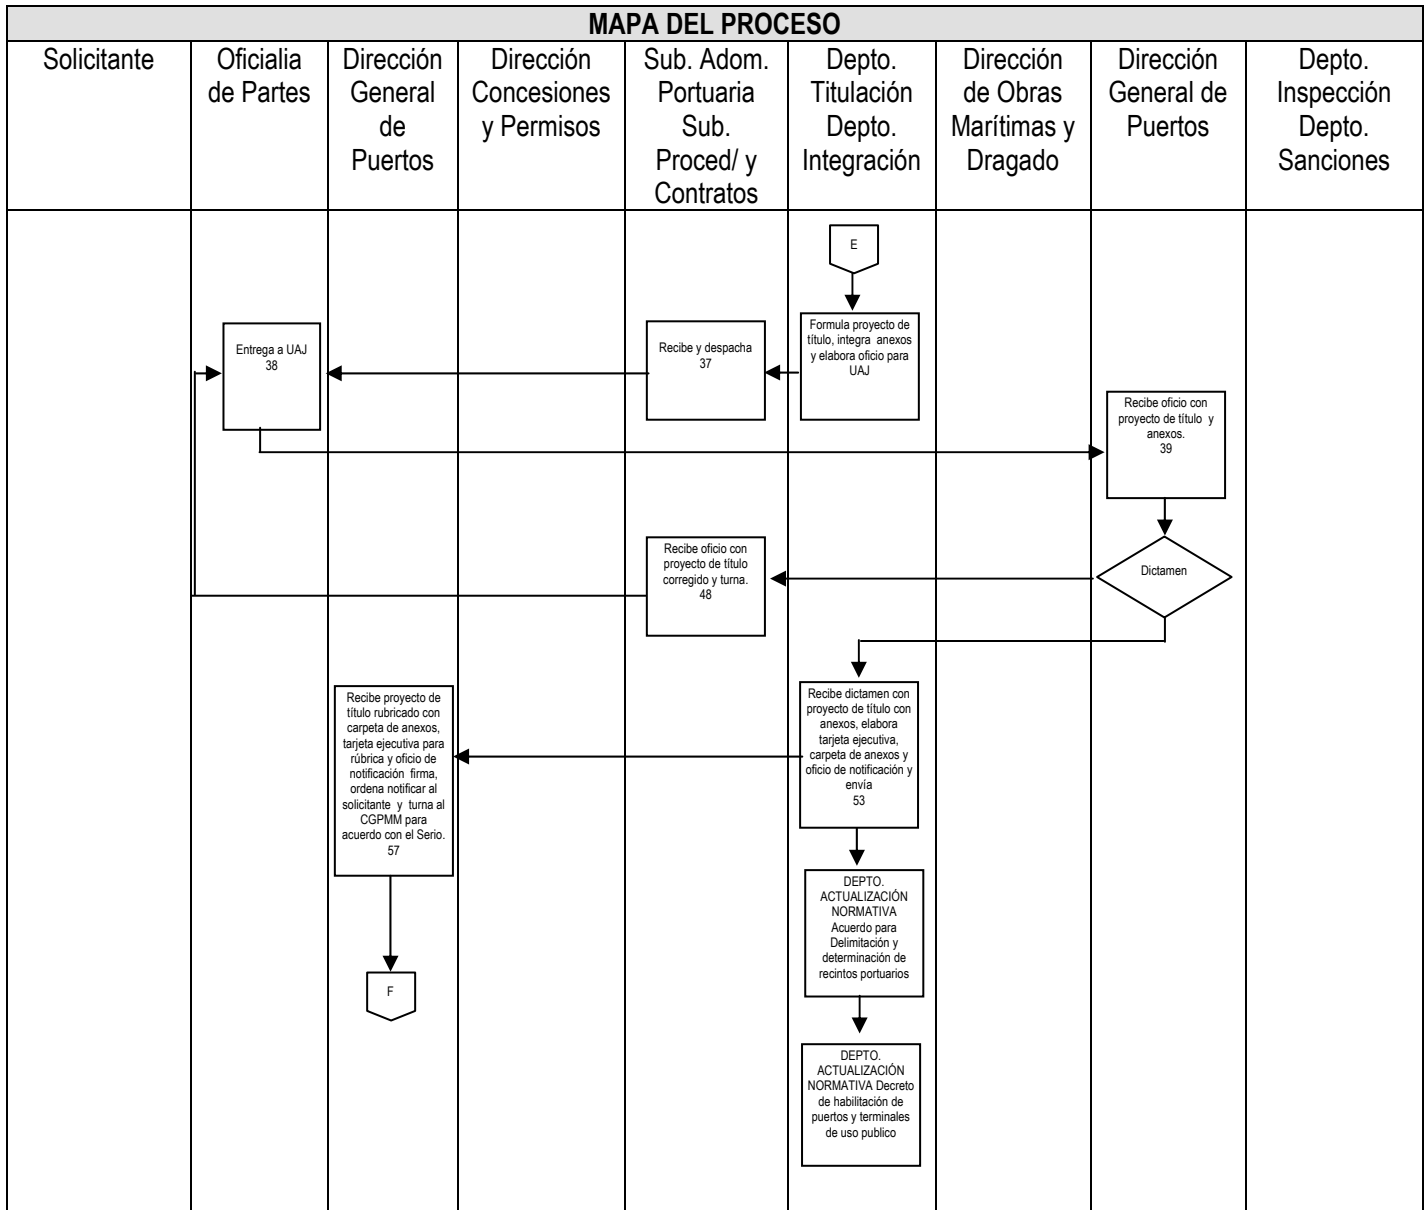 MAPA DEL PROCESO
Solicitante
Oficialia
de Partes
Dirección
General
de
Puertos
Dirección
Concesiones
y Permisos
Sub. Adom.
Portuaria
Sub.
Proced/ y
Contratos
Depto.
Titulación
Depto.
Integración
Dirección
de Obras
Marítimas y
Dragado
Dirección
General de
Puertos
Depto.
Inspección
Depto.
Sanciones
E
Entrega a UAJ
38
Recibe y despacha
37
Formula proyecto de
título, integra anexos
y elabora oficio para
UAJ
Recibe oficio con
proyecto de título y
anexos.
39
Recibe oficio con
proyecto de título
corregido y turna.
48
Dictamen
Recibe proyecto de
título rubricado con
carpeta de anexos,
tarjeta ejecutiva para
rúbrica y oficio de
notificación firma,
ordena notificar al
solicitante y turna al
CGPMM para
acuerdo con el Serio.
57
Recibe dictamen con
proyecto de título con
anexos, elabora
tarjeta ejecutiva,
carpeta de anexos y
oficio de notificación y
envía
53
DEPTO.
ACTUALIZACIÓN
NORMATIVA
Acuerdo para
Delimitación y
determinación de
recintos portuarios
F
DEPTO.
ACTUALIZACIÓN
NORMATIVA Decreto
de habilitación de
puertos y terminales
de uso publico